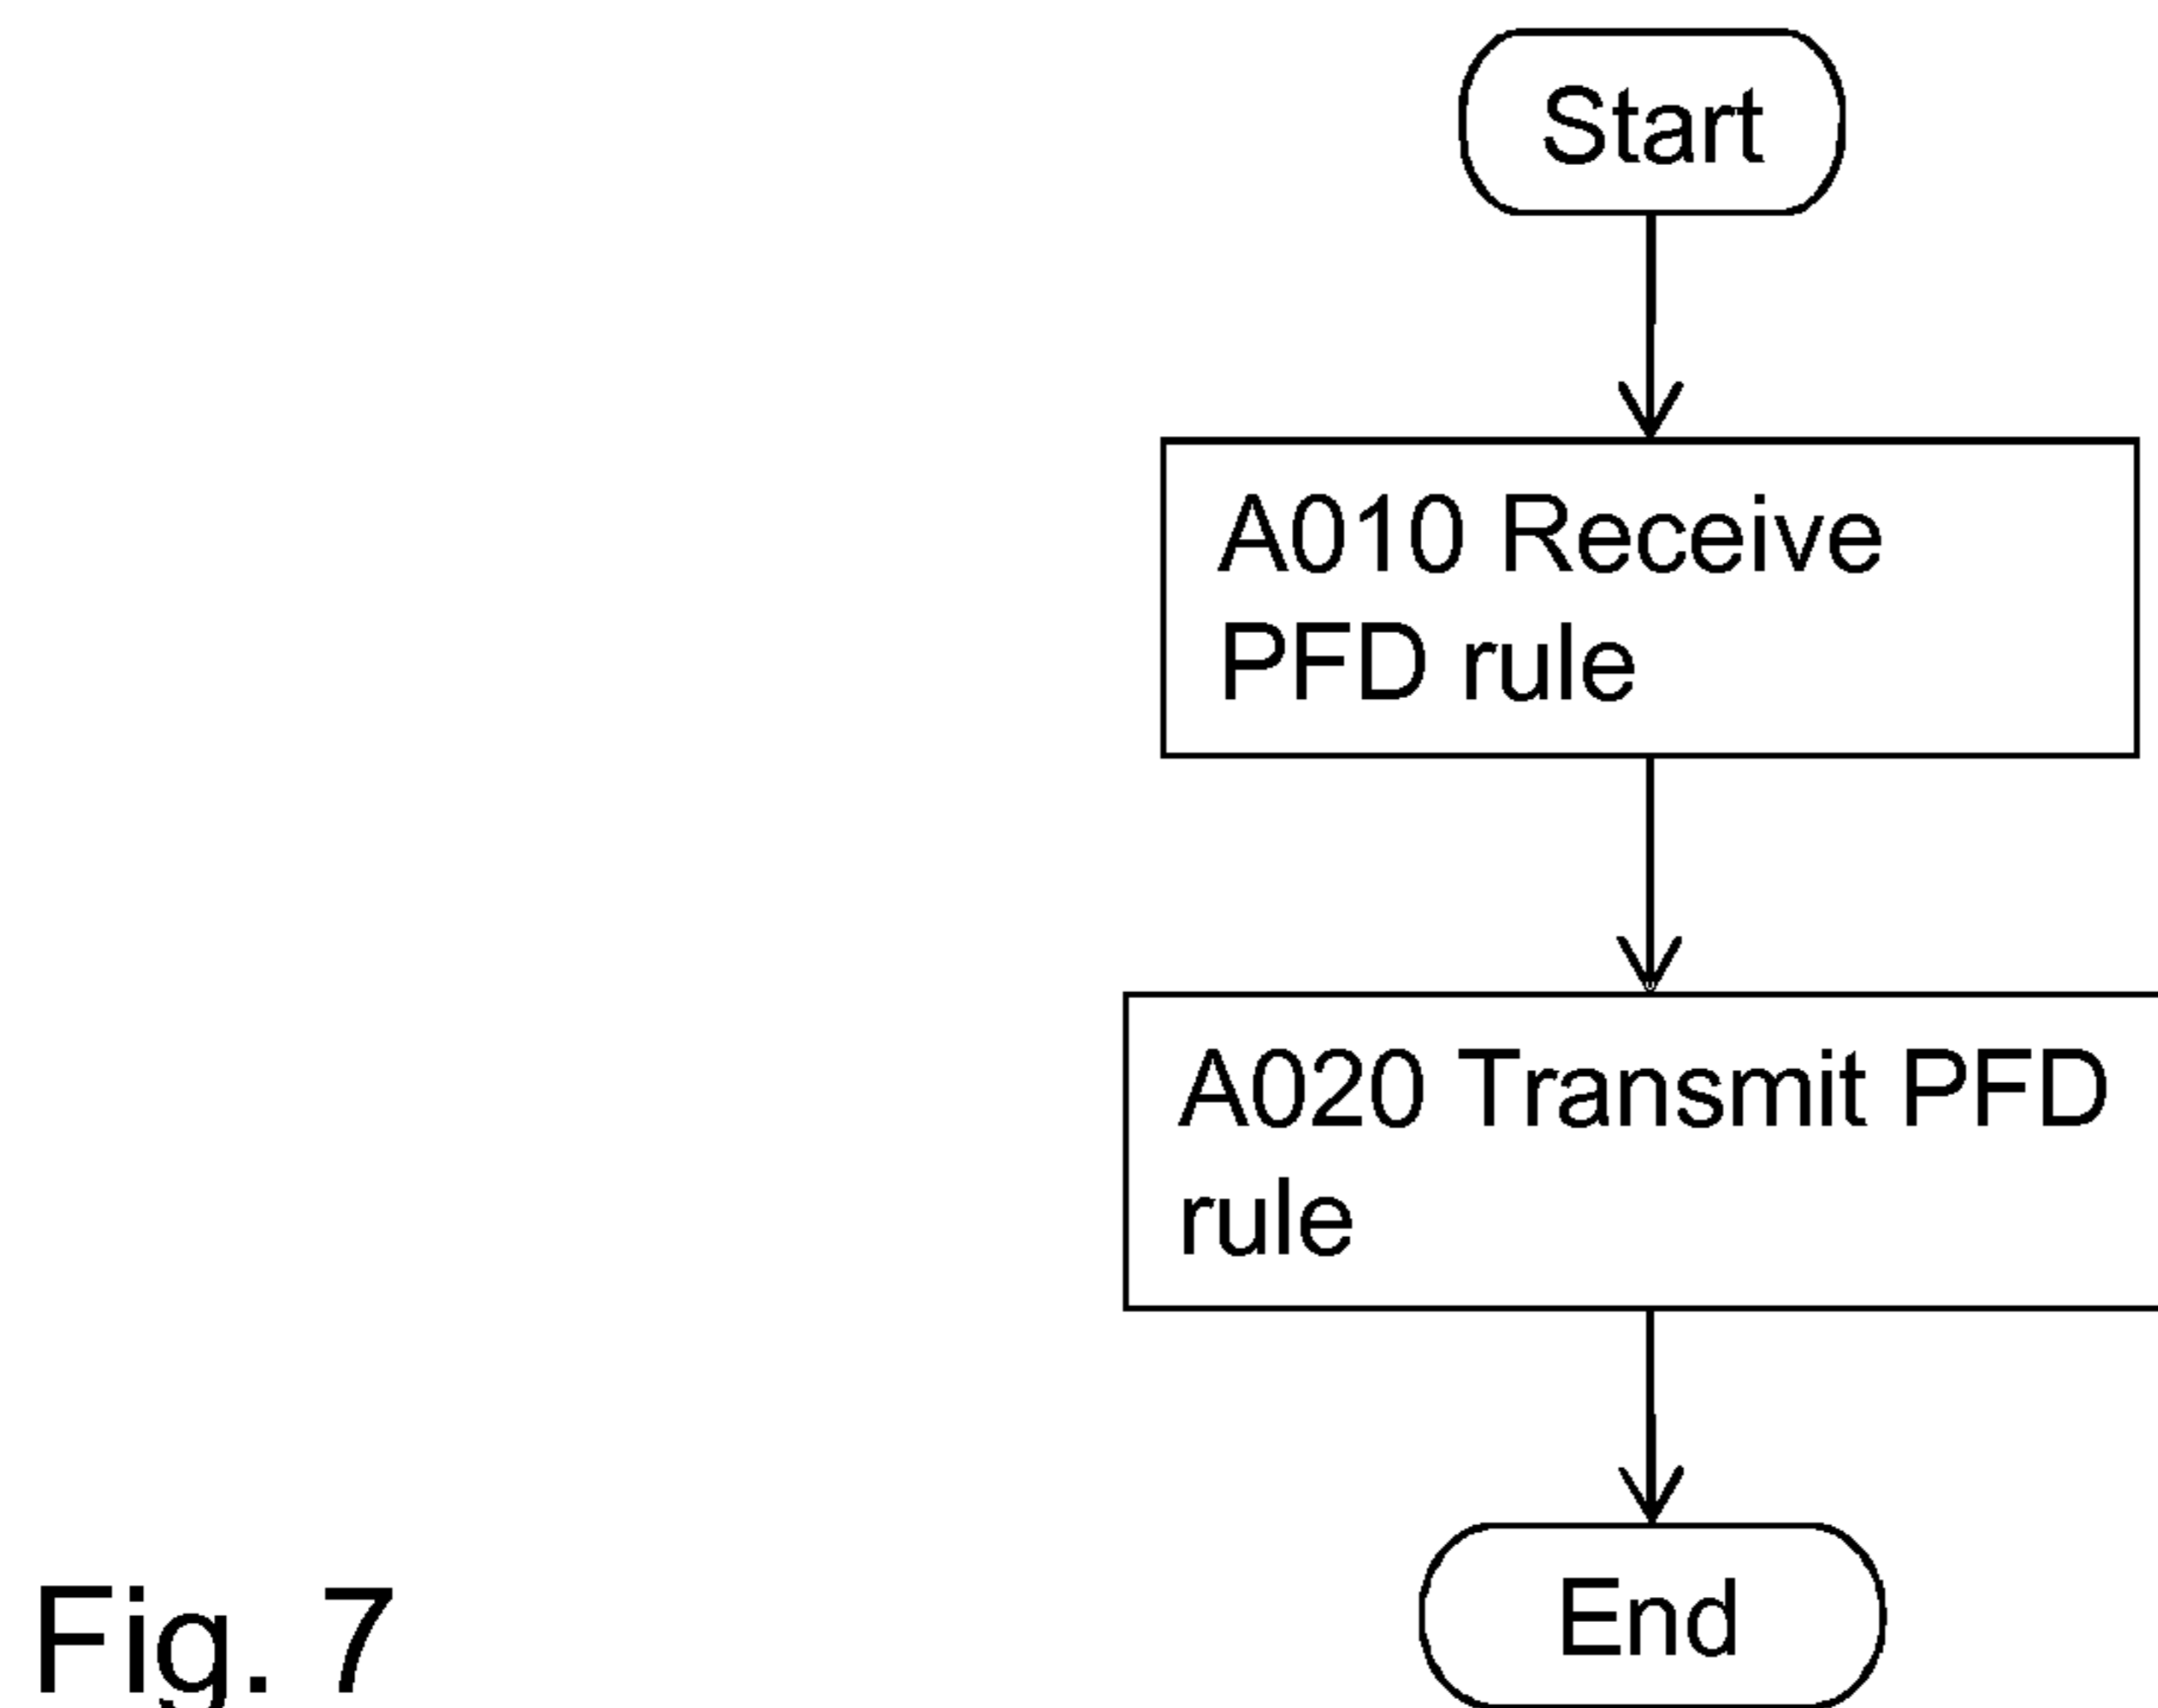 Start
A010 Receive
PFD rule
A020 Transmit PFD
rule
End
Fig. 7